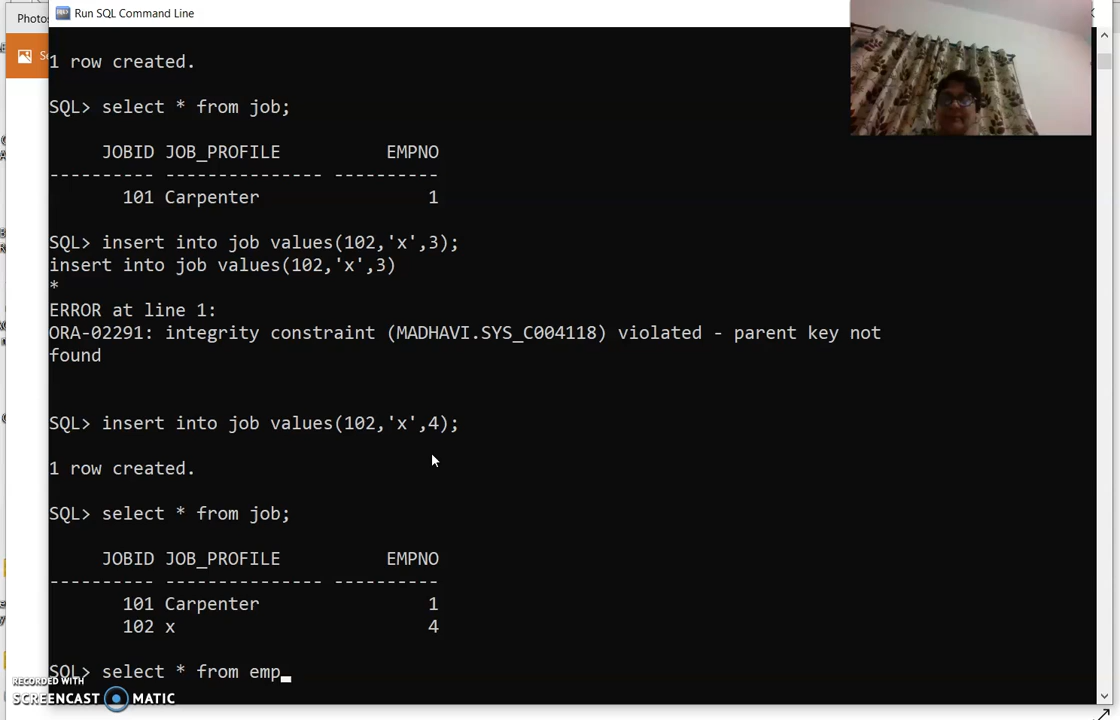 Photos
Run SQL Command Line
1 row created.
SQL> select * from job;
JOBID JOB_PROFILE EMPNO
---------- --------------- ----------
101 Carpenter 1
SQL> insert into job values(102,'x',3);
insert into job values(102,'x',3)
*
ERROR at line 1:
ORA-02291: integrity constraint (MADHAVI.SYS_C004118) violated - parent key not
found
SQL> insert into job values(102,'x',4);
1 row created.
SQL> select * from job;
JOBID JOB_PROFILE EMPNO
---------- --------------- ----------
101 Carpenter 1
102 x 4
SQL> select * from emp_
RECORDED WITH
SCREENCAST MATIC